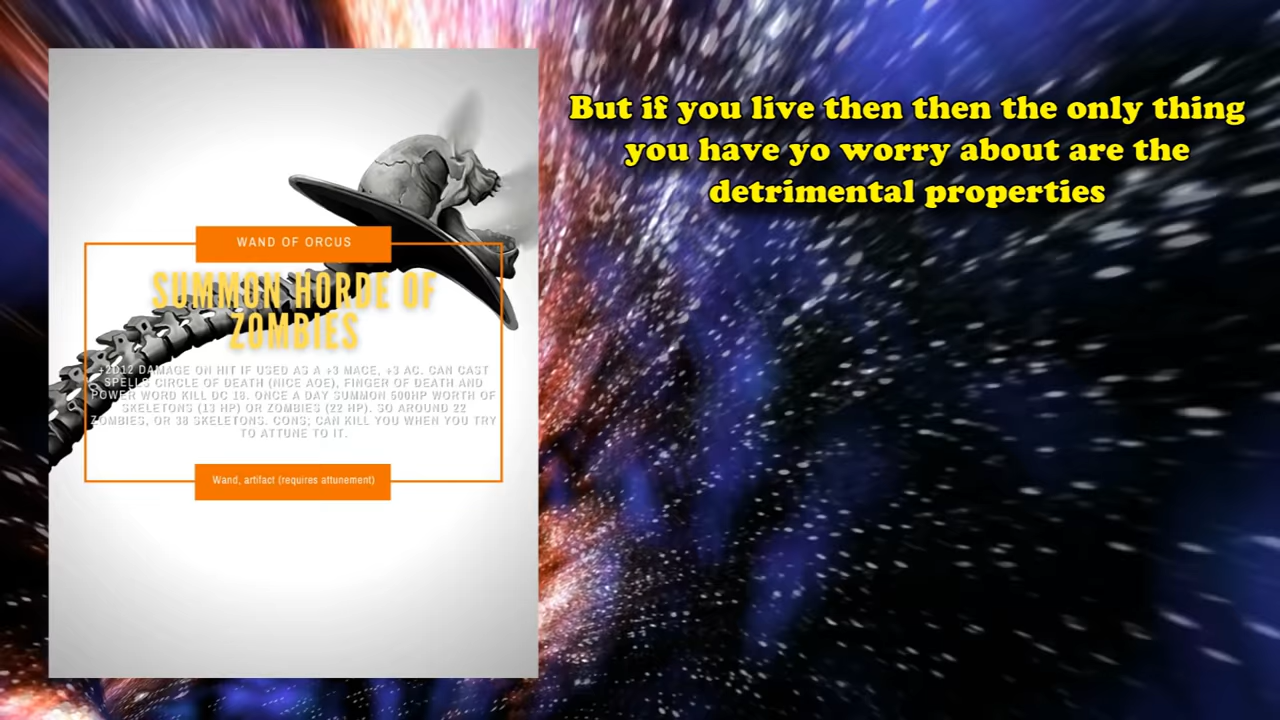 But if you live then then the only thing
you have yo worry about are the
detrimental properties
WAND OF ORCUS
SUMMON HORDE OF
ZOMBIES
+2D12 DAMAGE ON HIT IF USED AS A +3 MACE, +3 AC. CAN CAST
SPELLS CIRCLE OF DEATH (NICE AOE), FINGER OF DEATH AND
POWER WORD KILL DC 18. ONCE A DAY SUMMON 500HP WORTH OF
SKELETONS (13 HP) OR ZOMBIES (22 HP). SO AROUND 22
ZOMBIES, OR 38 SKELETONS. CONS; CAN KILL YOU WHEN YOU TRY
TO ATTUNE TO IT.
Wand, artifact (requires attunement)